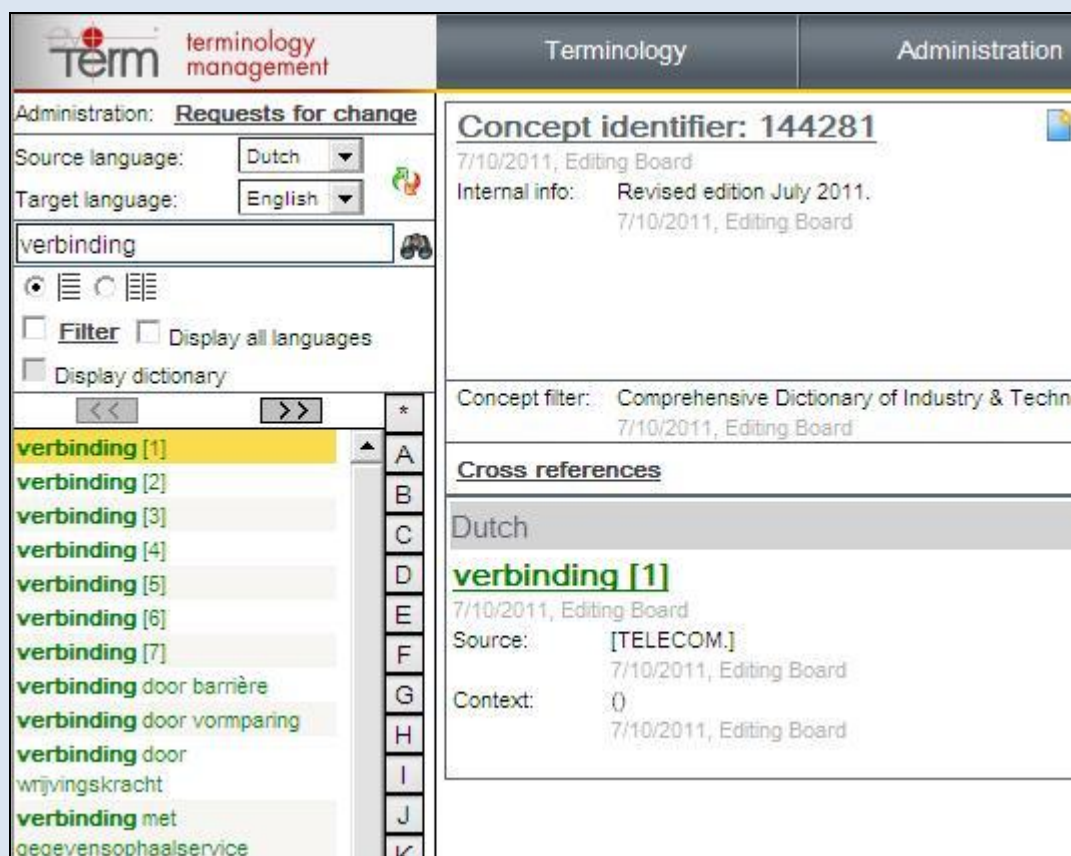 evoterm
terminology
management
Terminology
Administration
Administration: Requests for change
Source language: Dutch
Target language: English
verbinding
Filter Display all languages
Display dictionary
<< >> *
verbinding [1]
verbinding [2]
verbinding [3]
verbinding [4]
verbinding [5]
verbinding [6]
verbinding [7]
verbinding door barrière
verbinding door vormparing
verbinding door
wrijvingskracht
verbinding met
gegevensophaalservice
A
B
C
D
E
F
G
H
I
J
K
Concept identifier: 144281
7/10/2011, Editing Board
Internal info: Revised edition July 2011.
7/10/2011, Editing Board
Concept filter: Comprehensive Dictionary of Industry & Techn
7/10/2011, Editing Board
Cross references
Dutch
verbinding [1]
7/10/2011, Editing Board
Source: [TELECOM.]
7/10/2011, Editing Board
Context: ()
7/10/2011, Editing Board